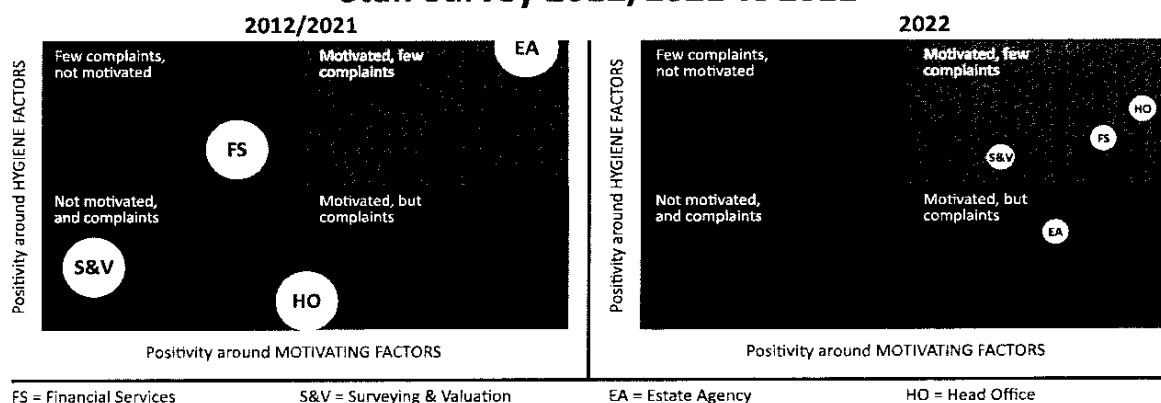 2012/2021
2022
Few complaints,
not motivated
Motivated, few
complaints
EA
FS
Not motivated,
and complaints
Motivated, but
complaints
S&V
HO
Positivity around HYGIENE FACTORS
Positivity around MOTIVATING FACTORS
Few complaints,
not motivated
Motivated, few
complaints
HO
FS
S&V
Not motivated,
and complaints
Motivated, but
complaints
EA
Positivity around HYGIENE FACTORS
Positivity around MOTIVATING FACTORS
FS = Financial Services
S&V = Surveying & Valuation
EA = Estate Agency
HO = Head Office